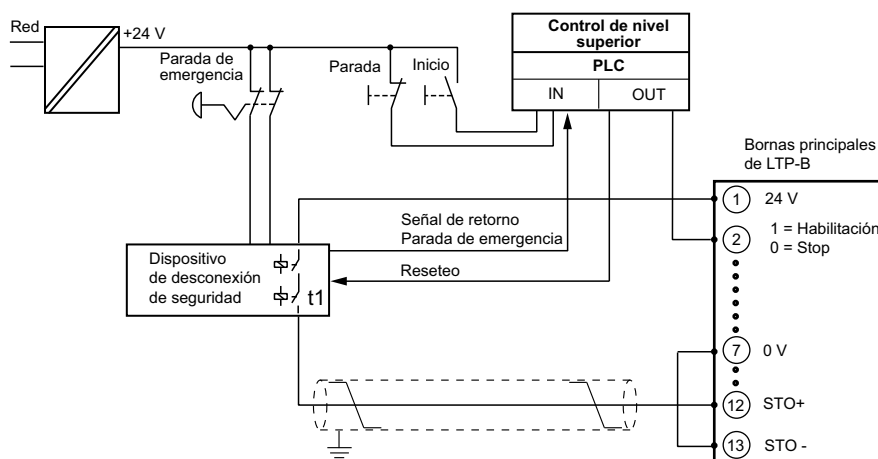 Red
+24 V
Parada de
emergencia
Parada
Inicio
Control de nivel
superior
PLC
IN
OUT
Bornas principales
de LTP-B
1
24 V
2
1 = Habilitación
0 = Stop
Señal de retorno
Parada de emergencia
Reseteo
Dispositivo
de desconexión
de seguridad
t1
7
0 V
12
STO+
13
STO -